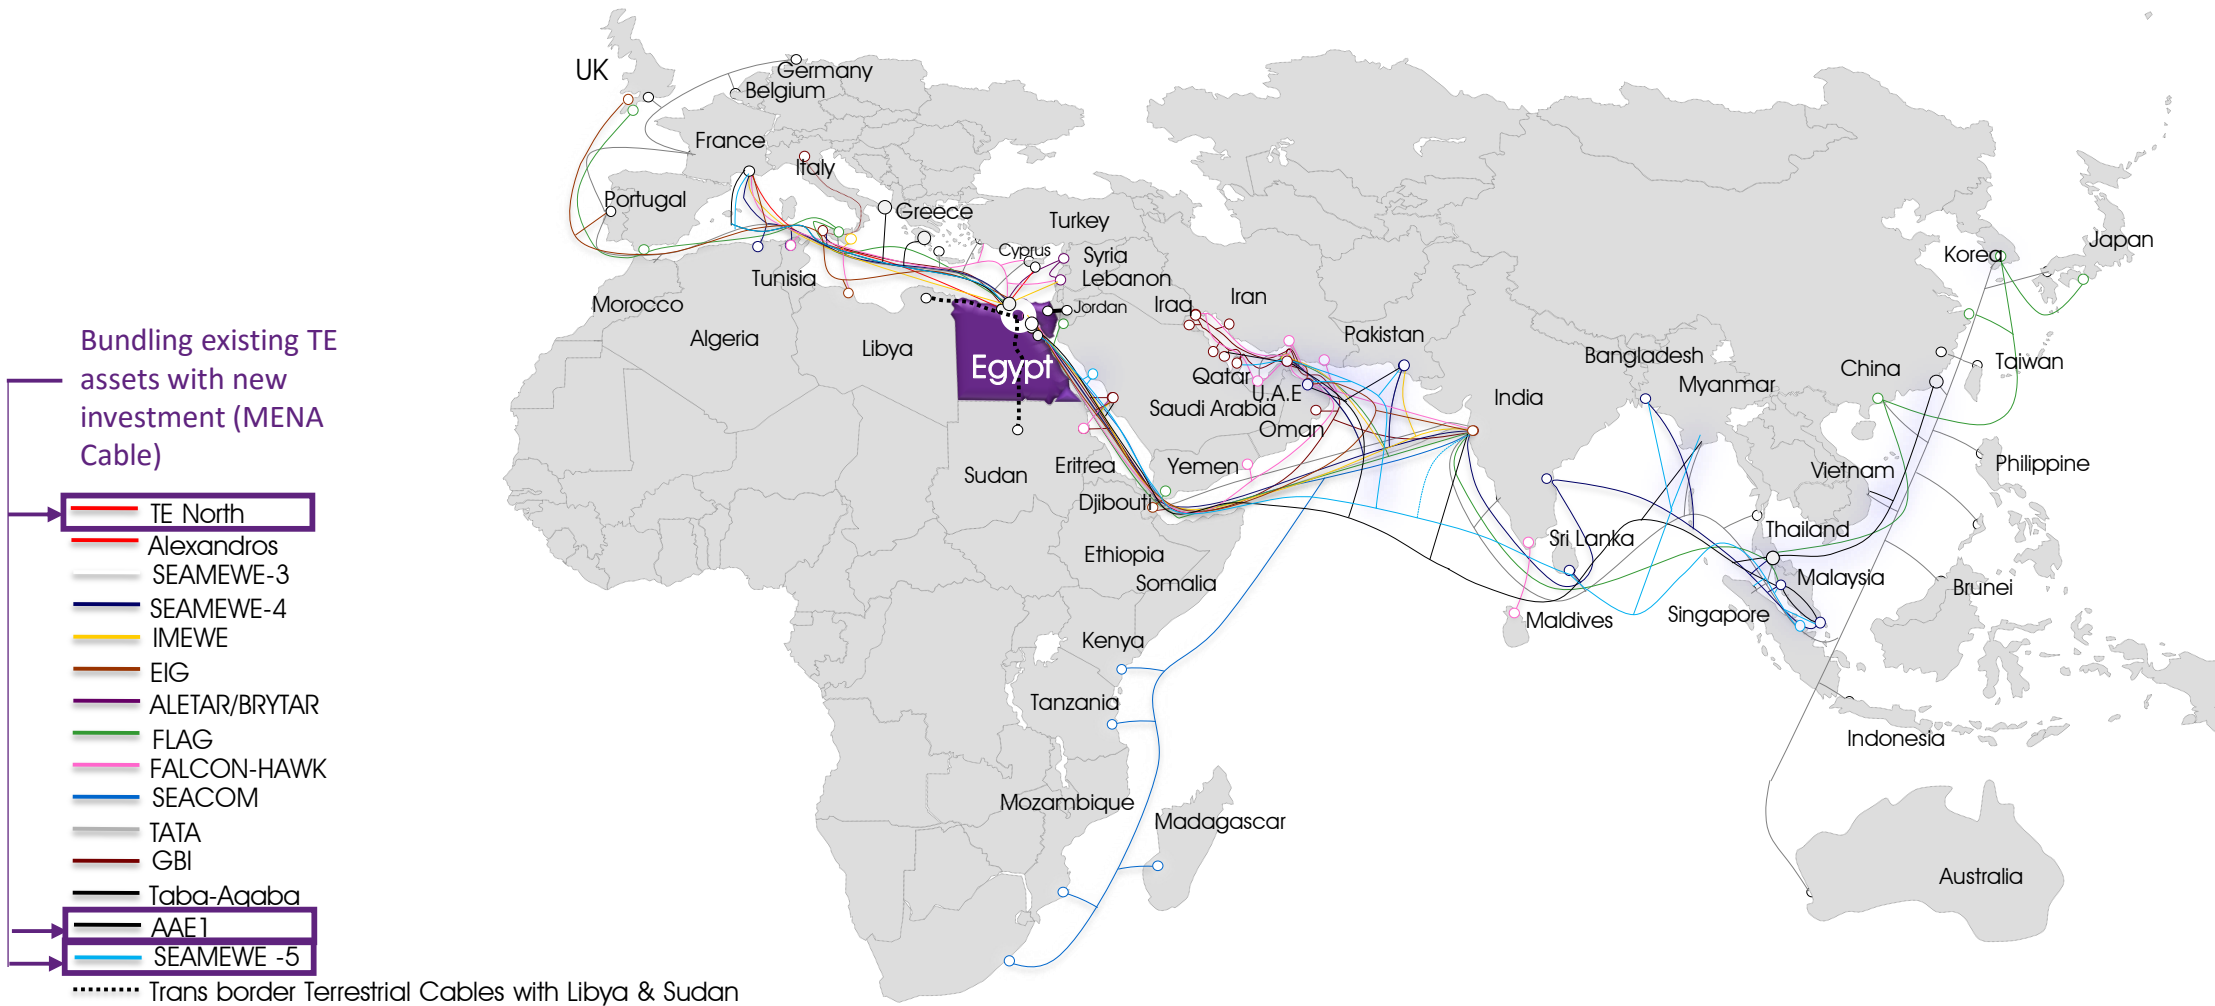 UK
Germany
Belgium
France
Italy
Portugal
Greece
Turkey
Cyprus
Syria
Lebanon
Tunisia
Morocco
Algeria
Libya
Jordan
Egypt
Iraq
Iran
Pakistan
Qatar
U.A.E
Saudi Arabia
Oman
Yemen
Sudan
Eritrea
Djibouti
Ethiopia
Somalia
Kenya
Tanzania
Mozambique
Madagascar
India
Bangladesh
Myanmar
China
Korea
Japan
Taiwan
Vietnam
Philippine
Thailand
Sri Lanka
Maldives
Malaysia
Singapore
Brunei
Indonesia
Australia
Bundling existing TE
assets with new
investment (MENA
Cable)
TE North
Alexandros
SEAMEWE-3
SEAMEWE-4
IMEWE
EIG
ALETAR/BRYTAR
FLAG
FALCON-HAWK
SEACOM
TATA
GBI
Taba-Aqaba
AAE1
SEAMEWE -5
Trans border Terrestrial Cables with Libya & Sudan